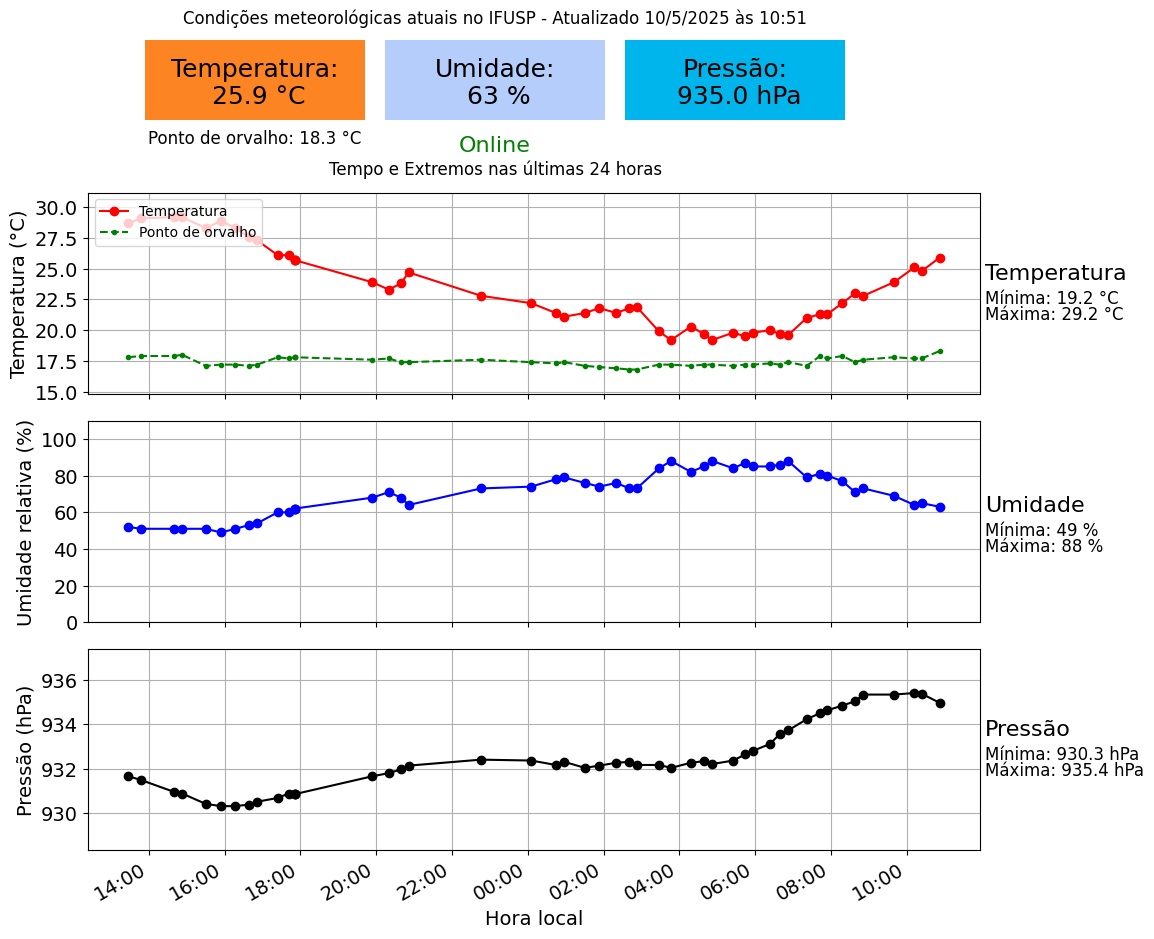 Condições meteorológicas atuais no IFUSP - Atualizado 10/5/2025 às 10:51
Temperatura:
25.9 °C
Umidade:
63 %
Pressão:
935.0 hPa
Ponto de orvalho: 18.3 °C
Online
Tempo e Extremos nas últimas 24 horas
Temperatura (°C)
30.0
27.5
25.0
22.5
20.0
17.5
15.0
Temperatura
Ponto de orvalho
Temperatura
Mínima: 19.2 °C
Máxima: 29.2 °C
Umidade relativa (%)
100
80
60
40
20
0
Umidade
Mínima: 49 %
Máxima: 88 %
Pressão (hPa)
936
934
932
930
Pressão
Mínima: 930.3 hPa
Máxima: 935.4 hPa
14:00
16:00
18:00
20:00
22:00
00:00
02:00
04:00
06:00
08:00
10:00
Hora local